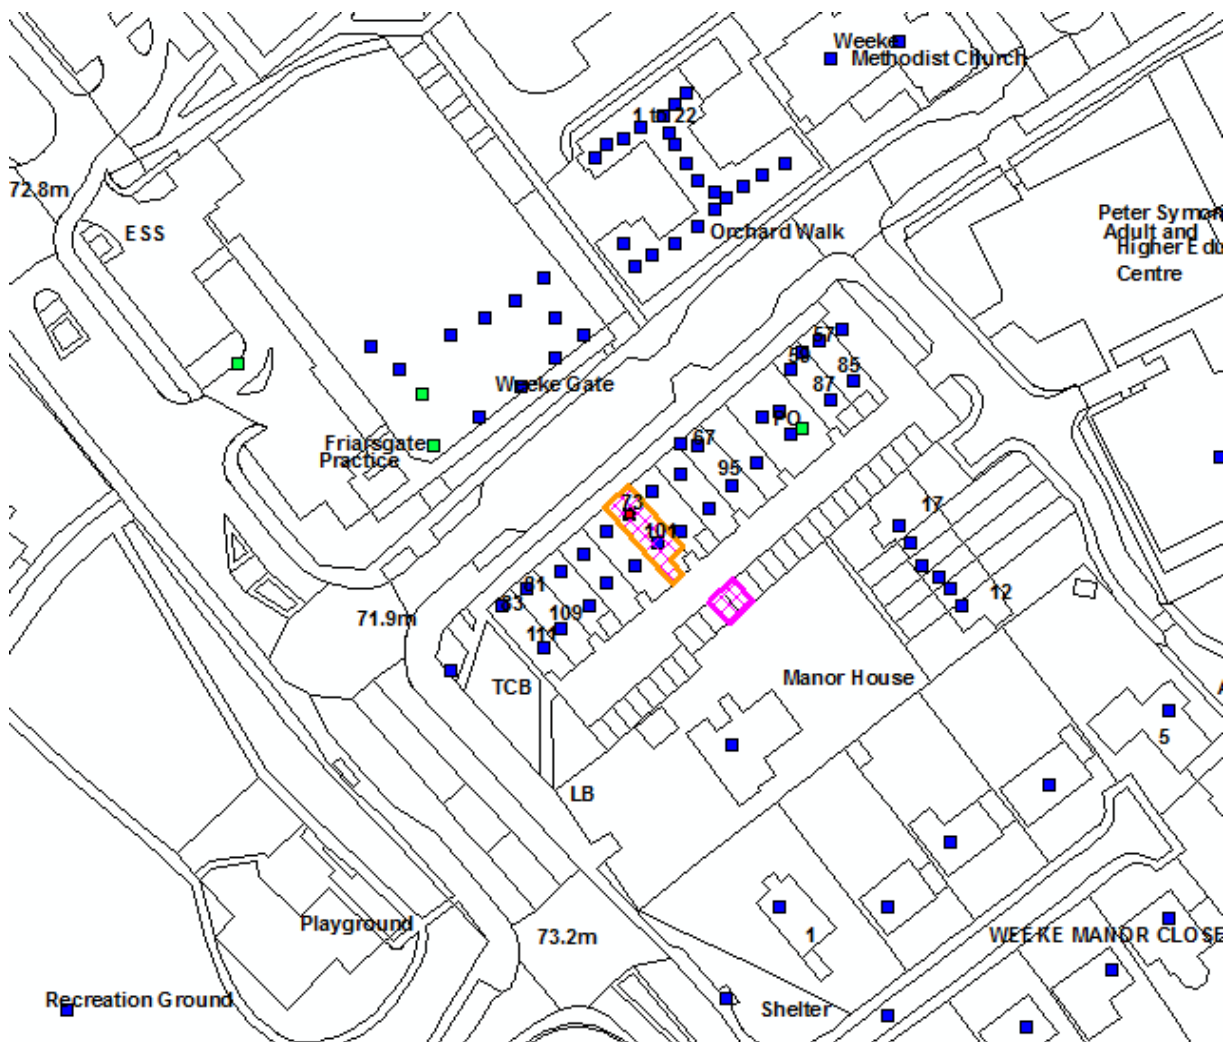 Weeke
Methodist Church
1 to 22
72.8m
ESS
Orchard Walk
Peter Symon
Adult and
Higher Edu
Centre
57
59
85
87
Weeke Gate
PO
67
95
Friarsgate
Practice
73
101
17
81
83
109
111
12
71.9m
TCB
Manor House
5
LB
Playground
73.2m
1
WEEKE MANOR CLOSE
Recreation Ground
Shelter